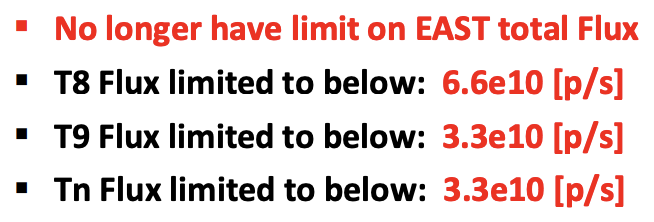 ▪ No longer have limit on EAST total Flux
▪ T8 Flux limited to below: 6.6e10 [p/s]
▪ T9 Flux limited to below: 3.3e10 [p/s]
▪ Tn Flux limited to below: 3.3e10 [p/s]